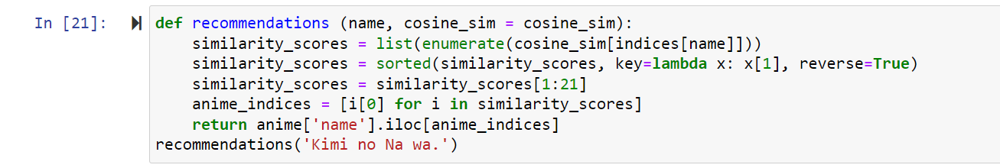 In [21]: def recommendations (name, cosine_sim = cosine_sim):
    similarity_scores = list(enumerate(cosine_sim[indices[name]]))
    similarity_scores = sorted(similarity_scores, key=lambda x: x[1], reverse=True)
    similarity_scores = similarity_scores[1:21]
    anime_indices = [i[0] for i in similarity_scores]
    return anime['name'].iloc[anime_indices]
recommendations('Kimi no Na wa.')